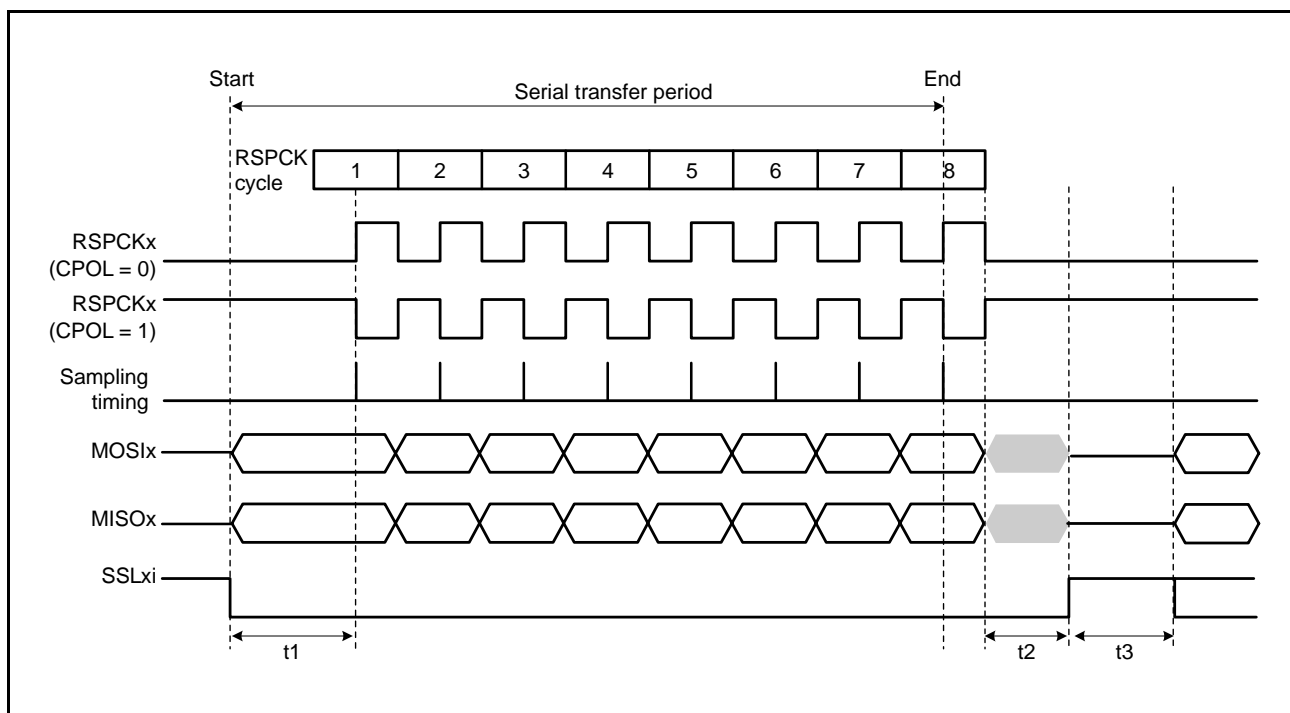 Start
End
Serial transfer period
RSPCK
cycle
1 2 3 4 5 6 7 8
RSPCKx
(CPOL = 0)
RSPCKx
(CPOL = 1)
Sampling
timing
MOSIx
MISOx
SSLxi
t1
t2
t3